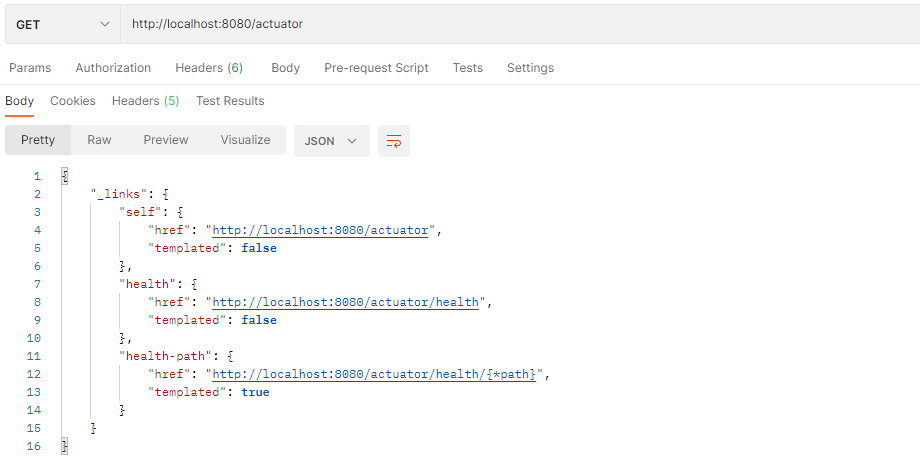 GET http://localhost:8080/actuator
Params Authorization Headers (6) Body Pre-request Script Tests Settings
Body Cookies Headers (5) Test Results
Pretty Raw Preview Visualize JSON
1 {
2 "_links": {
3 "self": {
4 "href": "http://localhost:8080/actuator",
5 "templated": false
6 },
7 "health": {
8 "href": "http://localhost:8080/actuator/health",
9 "templated": false
10 },
11 "health-path": {
12 "href": "http://localhost:8080/actuator/health/{*path}",
13 "templated": true
14 }
15 }
16 }